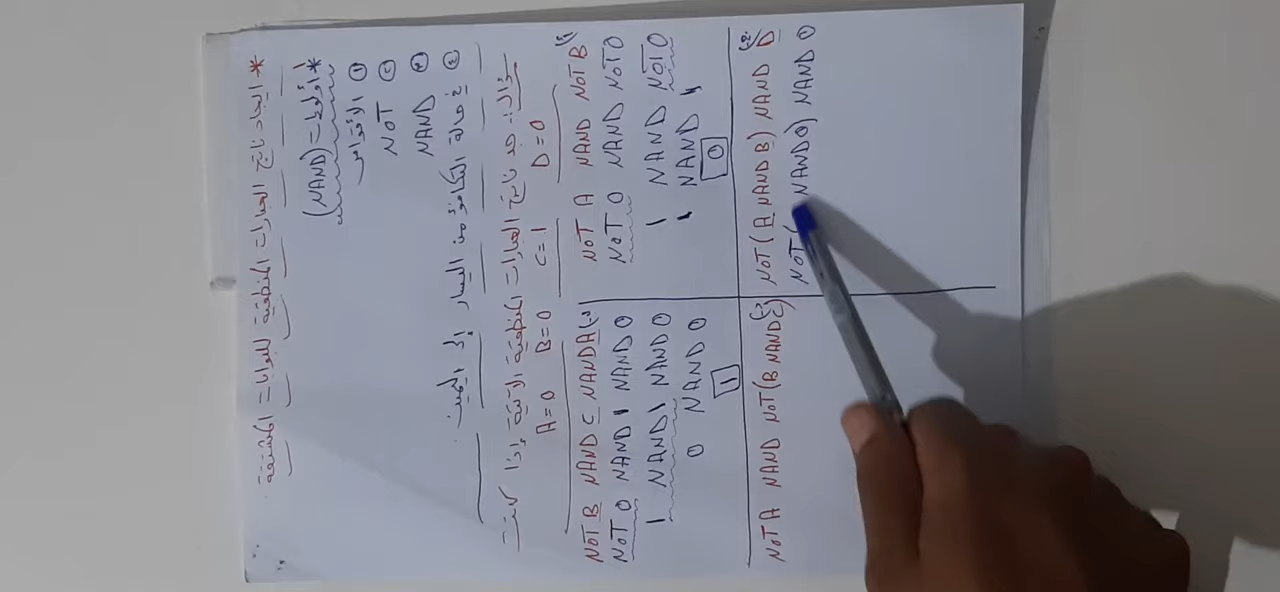 * ايجاد ناتج العبارات المنطقية للبوابات المشتقة
* أولوية = (NAND)
① الأقواس
② NOT
③ NAND
④ في حالة التكافؤ من اليسار إلى اليمين.
سؤال: جد ناتج العبارات المنطقية الآتية إذا كانت
A=0 B=0 C=1 D=0
NOT A NAND NOT B
NOT 0 NAND NOT 0
1 NAND NOT 0
1 NAND 1
0
NOT B NAND C NAND A
NOT 0 NAND 1 NAND 0
1 NAND 1 NAND 0
0 NAND 0
1
NOT (A NAND B) NAND D
NOT ( NAND 0) NAND 0
NOT A NAND NOT (B NAND C)